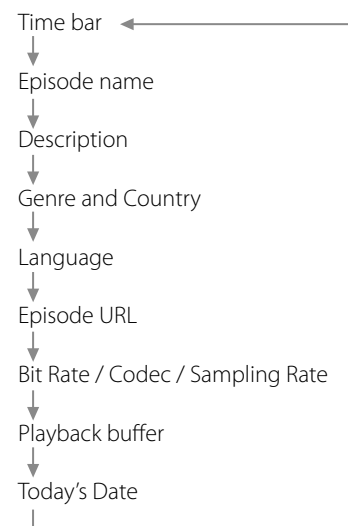 Time bar
Episode name
Description
Genre and Country
Language
Episode URL
Bit Rate / Codec / Sampling Rate
Playback buffer
Today’s Date